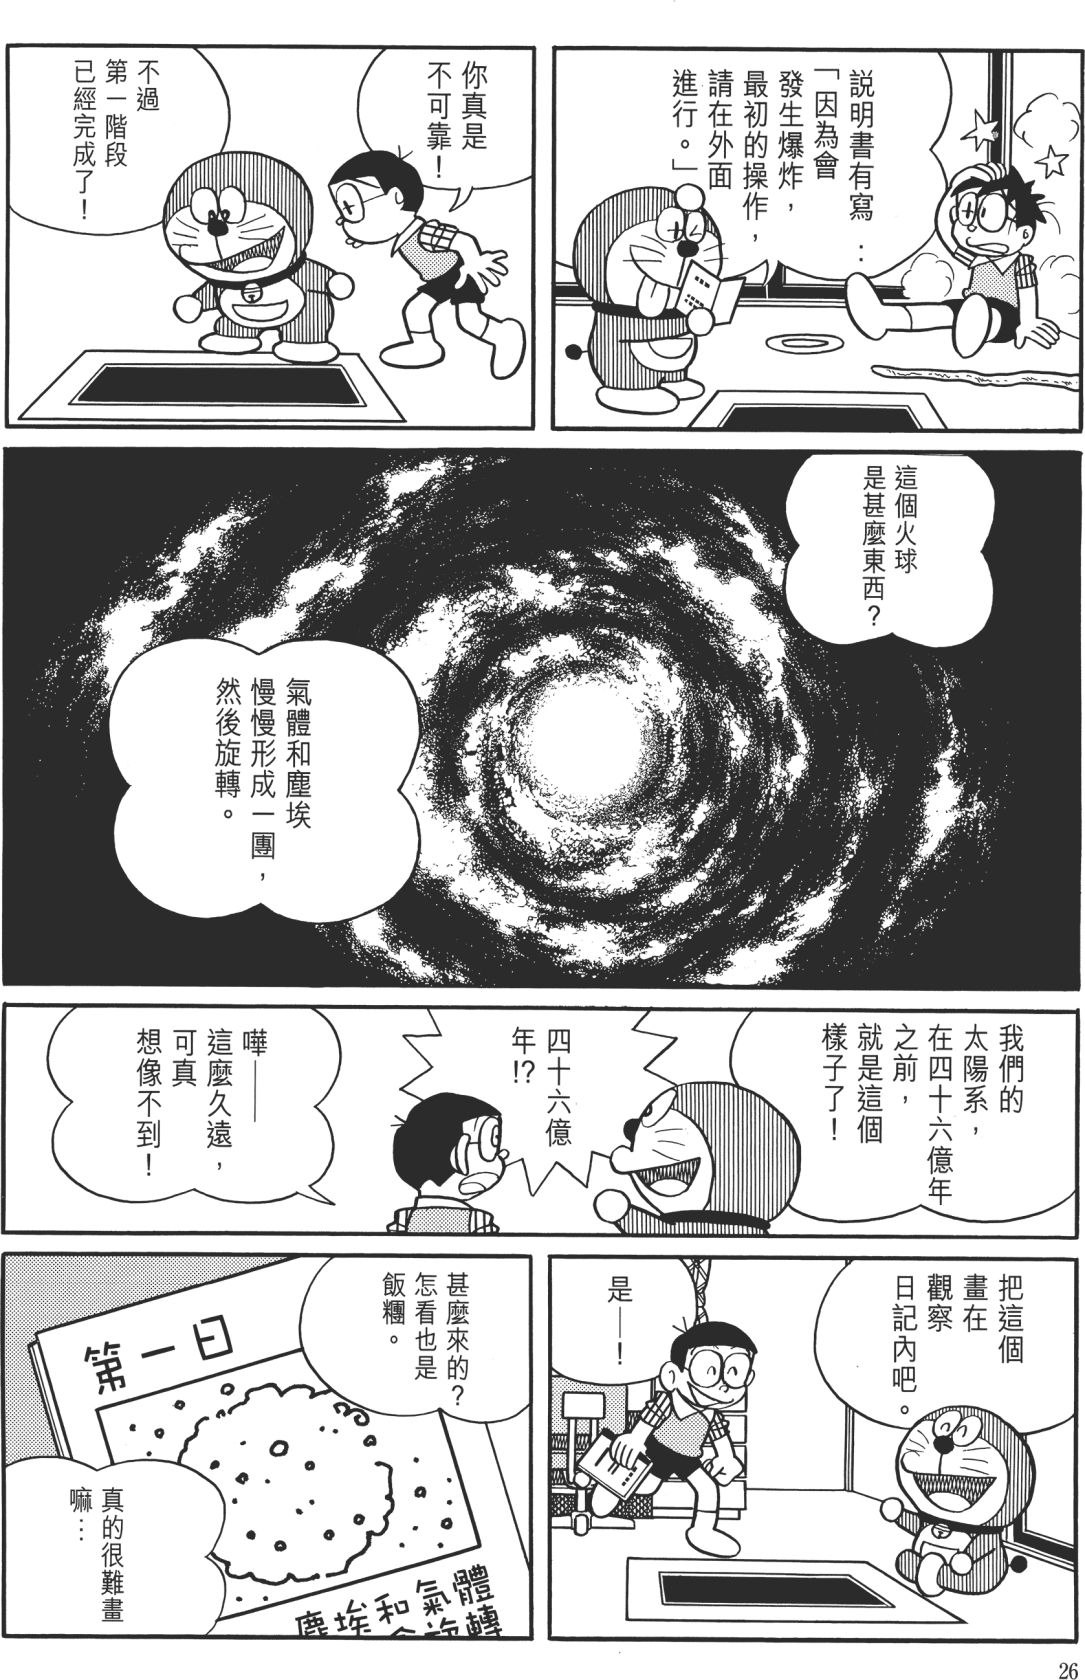 説明書有寫：
「因為會
發生爆炸，
最初的操作，
請在外面
進行。」
你真是
不可靠！
不過
第一階段
已經完成了！
這個火球
是甚麼東西？
氣體和塵埃
慢慢形成一團，
然後旋轉。
我們的
太陽系，
在四十六億年
之前，
就是這個
樣子了！
四十六億
年！？
嘩——
這麼久遠，
可真
想像不到！
把這個
畫在
觀察
日記內吧。
是—！
甚麼來的？
怎看也是
飯糰。
第一日
真的很難畫
嘛…
塵埃和氣體
旋轉
26